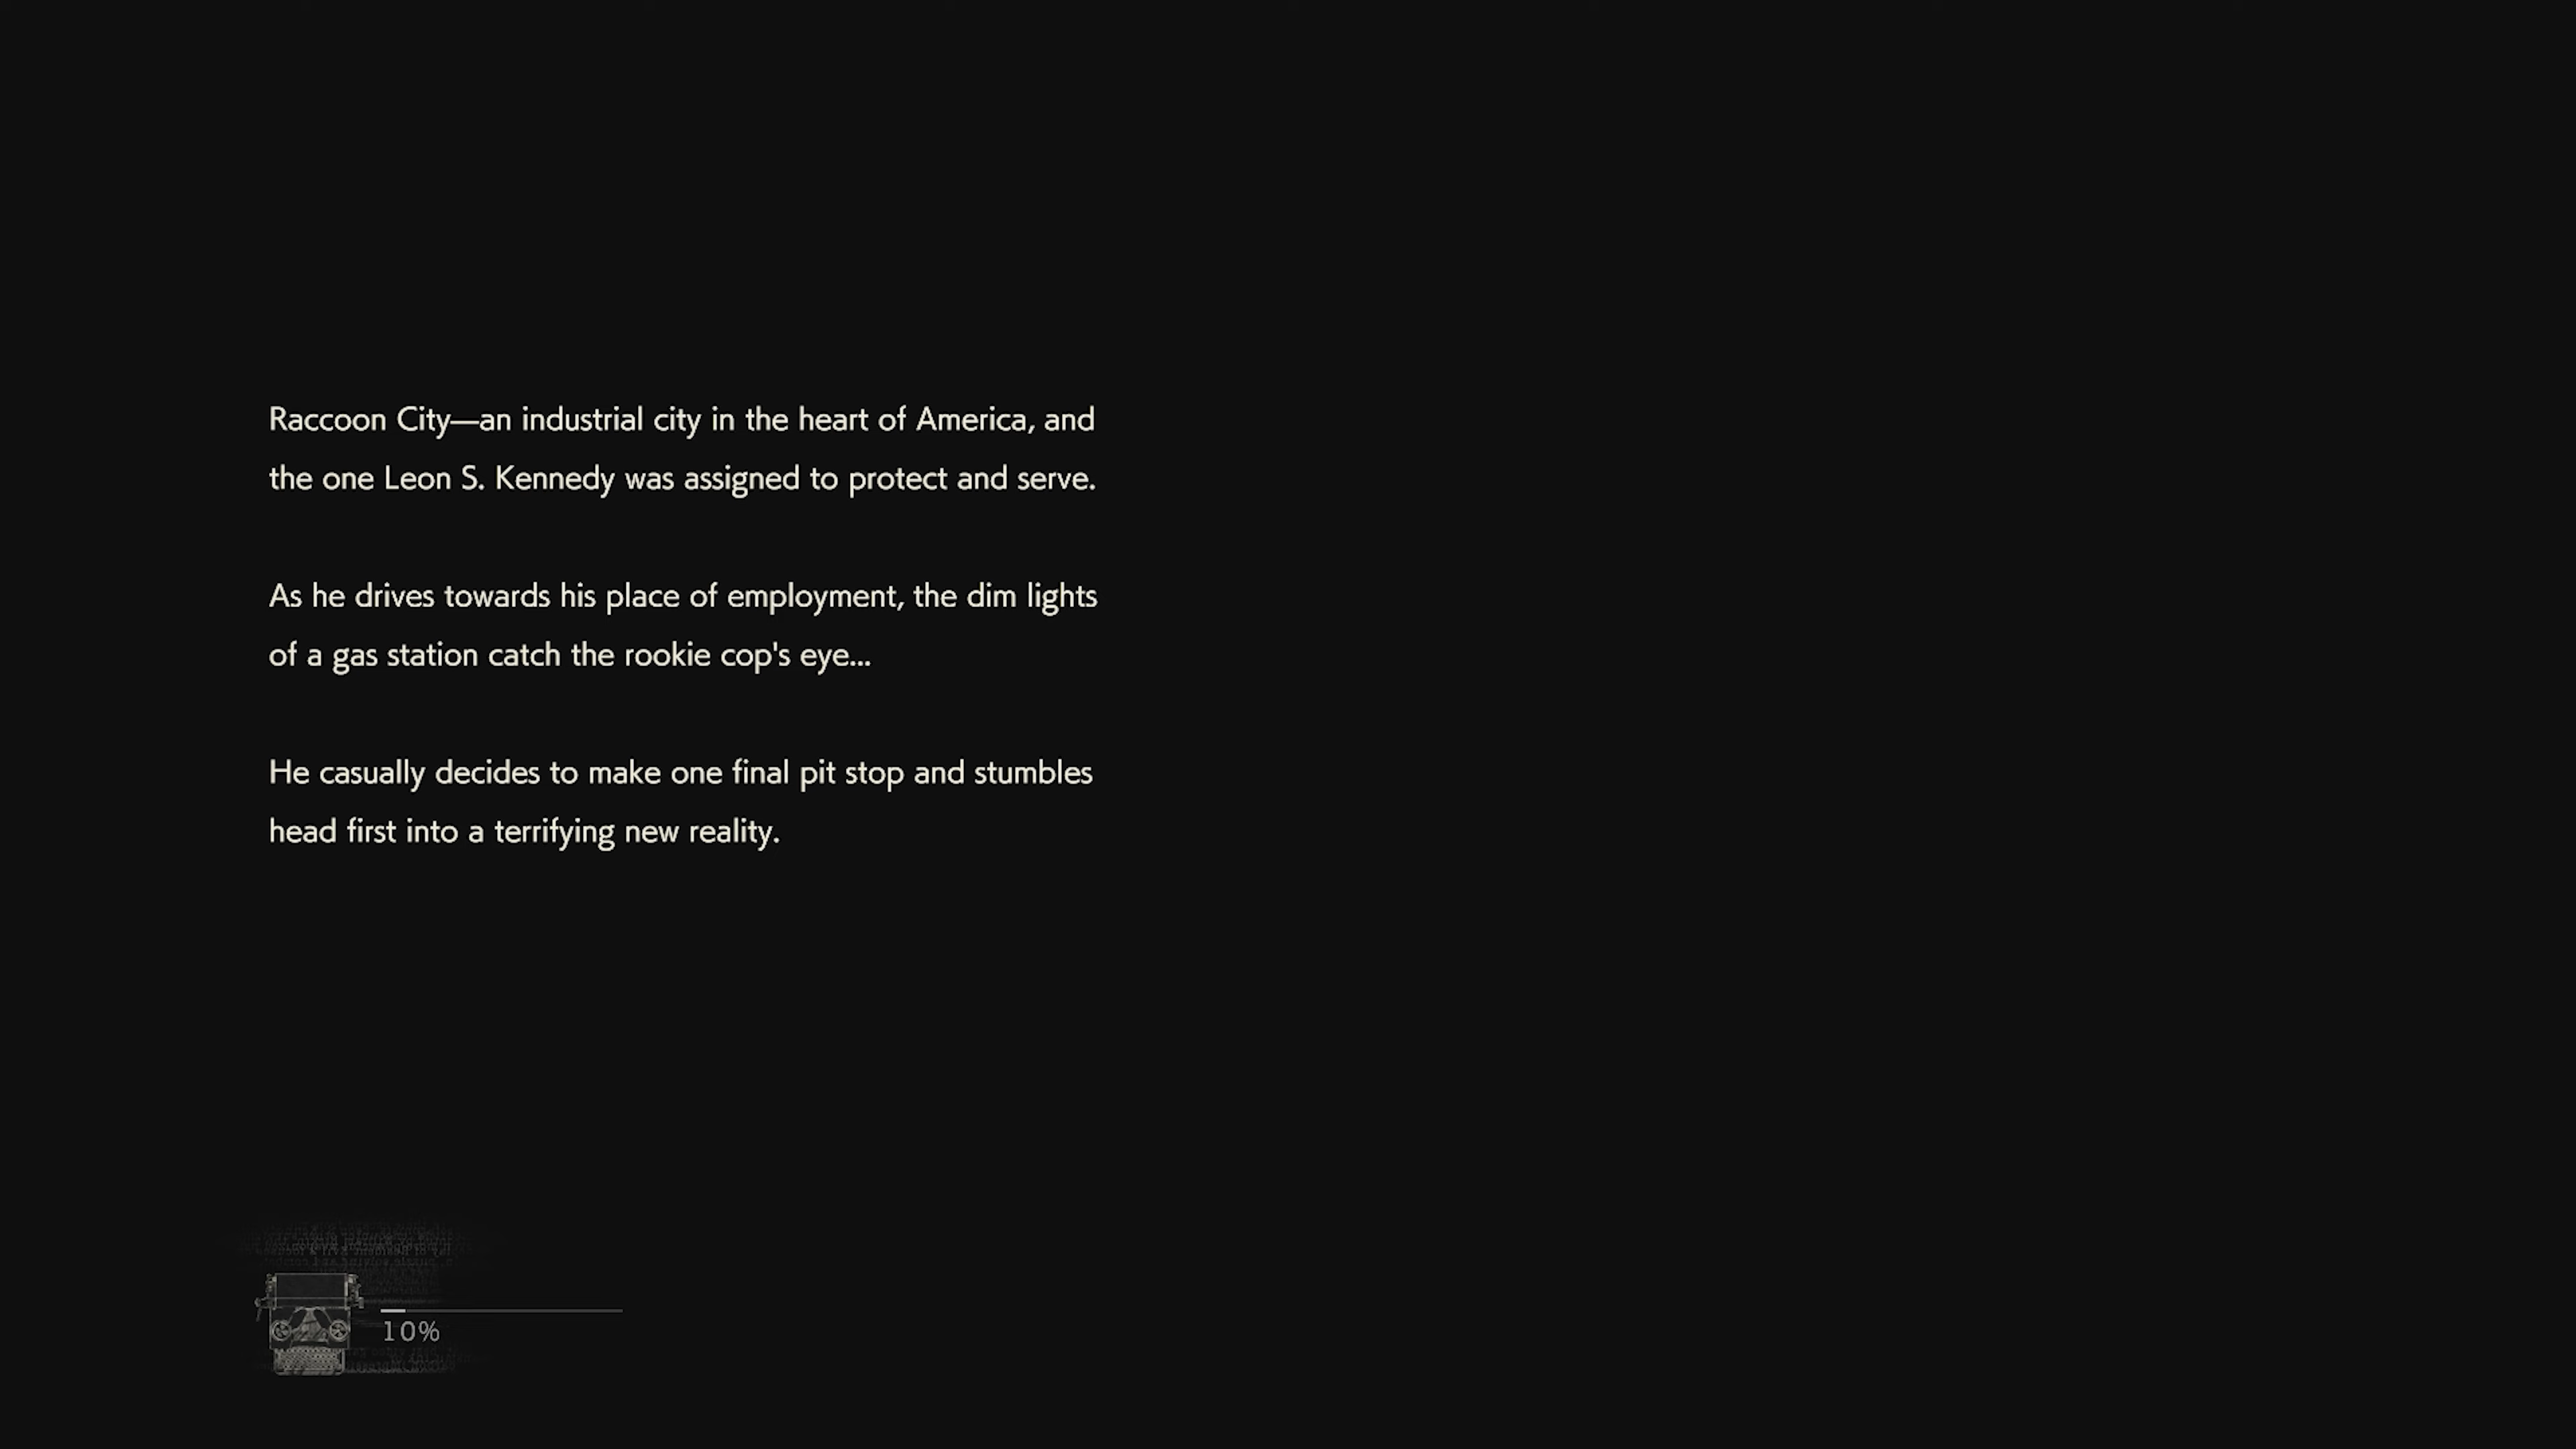 Raccoon City—an industrial city in the heart of America, and
the one Leon S. Kennedy was assigned to protect and serve.
As he drives towards his place of employment, the dim lights
of a gas station catch the rookie cop's eye...
He casually decides to make one final pit stop and stumbles
head first into a terrifying new reality.
10%